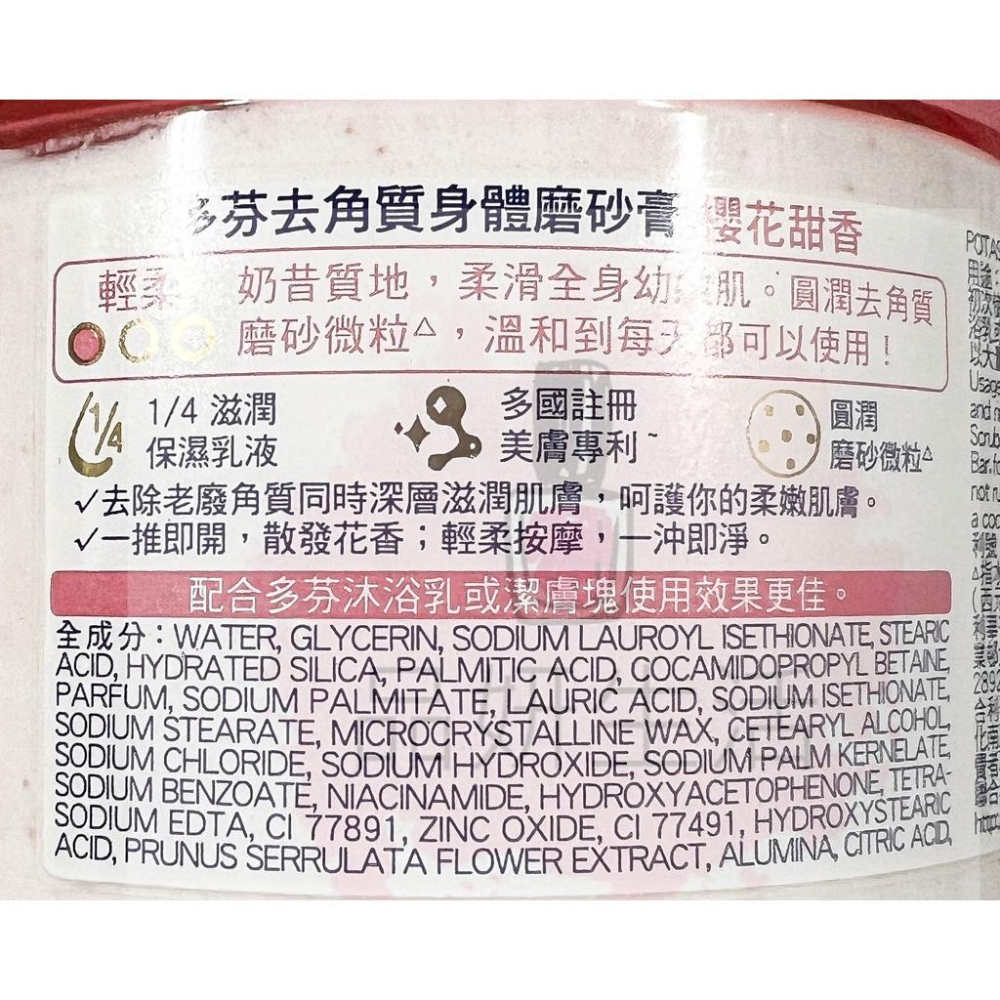 多芬去角質身體磨砂膏 櫻花甜香
輕柔 奶昔質地，柔滑全身幼嫩肌。圓潤去角質
磨砂微粒△，溫和到每天都可以使用！
1/4
1/4 滋潤
保濕乳液
多國註冊
美膚專利~
圓潤
磨砂微粒△
✓去除老廢角質同時深層滋潤肌膚，呵護你的柔嫩肌膚。
✓一推即開，散發花香；輕柔按摩，一沖即淨。
配合多芬沐浴乳或潔膚塊使用效果更佳。
全成分：WATER, GLYCERIN, SODIUM LAUROYL ISETHIONATE, STEARIC
ACID, HYDRATED SILICA, PALMITIC ACID, COCAMIDOPROPYL BETAINE,
PARFUM, SODIUM PALMITATE, LAURIC ACID, SODIUM ISETHIONATE,
SODIUM STEARATE, MICROCRYSTALLINE WAX, CETEARYL ALCOHOL,
SODIUM CHLORIDE, SODIUM HYDROXIDE, SODIUM PALM KERNELATE,
SODIUM BENZOATE, NIACINAMIDE, HYDROXYACETOPHENONE, TETRA-
SODIUM EDTA, CI 77891, ZINC OXIDE, CI 77491, HYDROXYSTEARIC
ACID, PRUNUS SERRULATA FLOWER EXTRACT, ALUMINA, CITRIC ACID,
用途
Usage
and
Bar